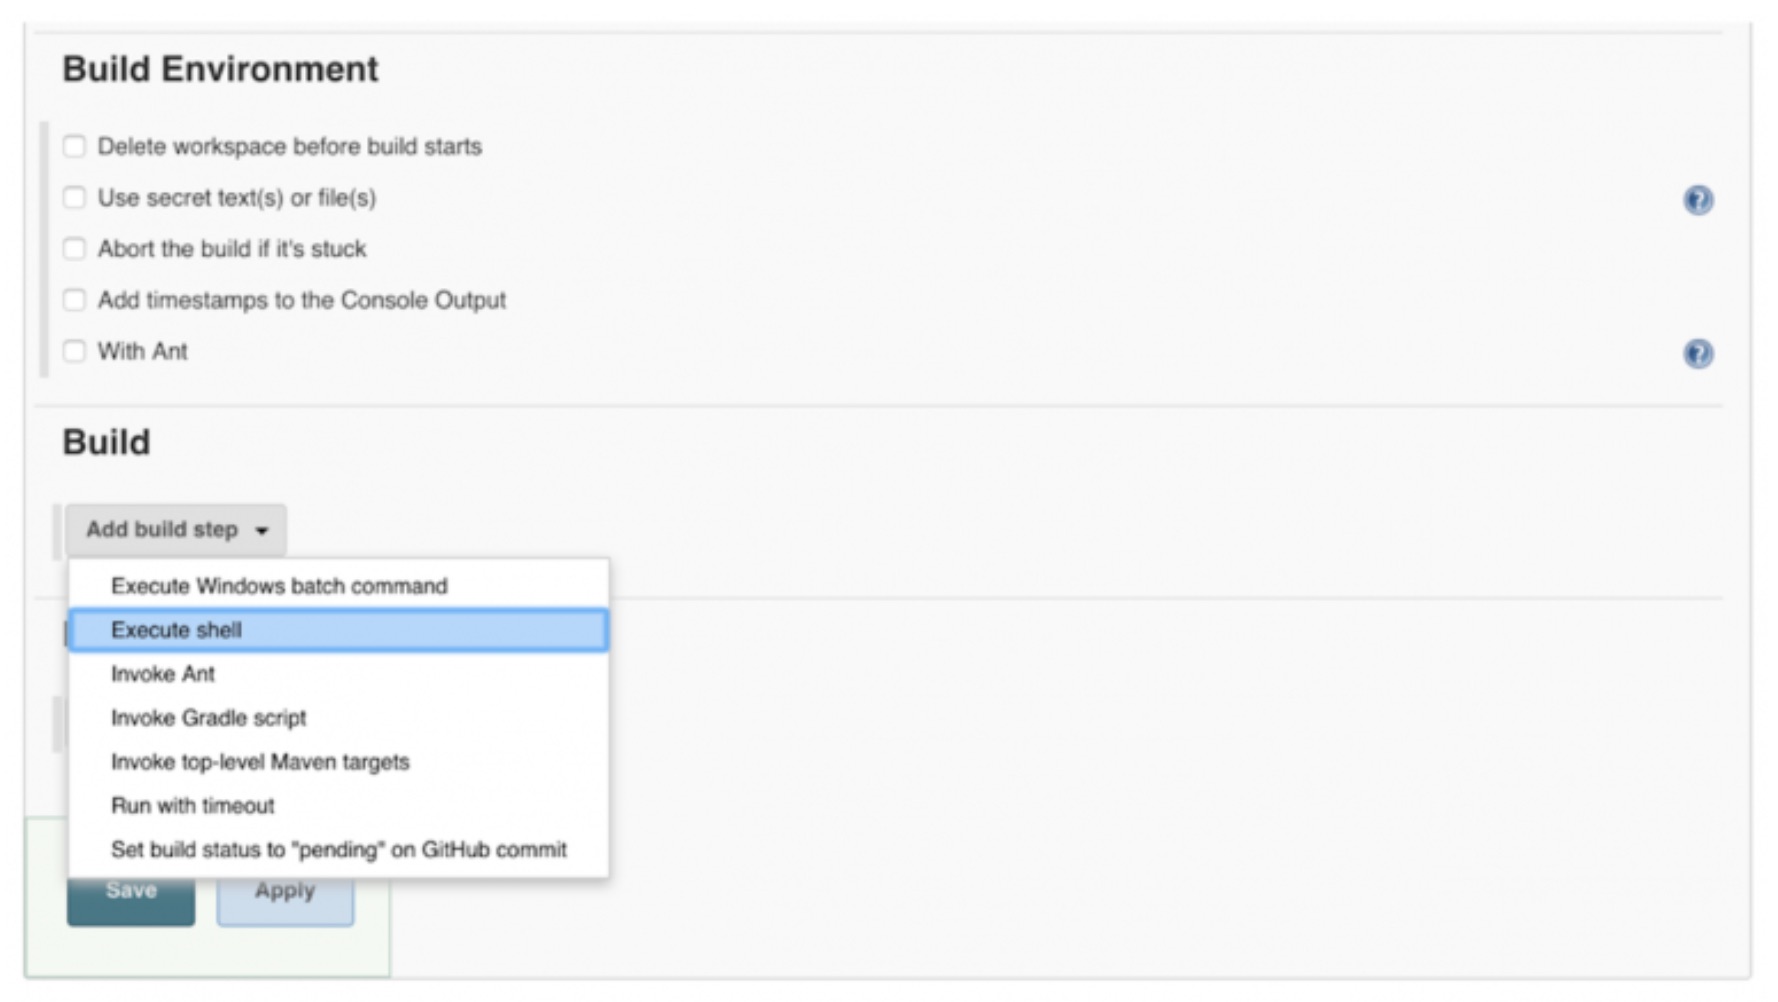 Build Environment
Delete workspace before build starts
Use secret text(s) or file(s)
?
Abort the build if it's stuck
Add timestamps to the Console Output
With Ant
?
Build
Add build step
Execute Windows batch command
Execute shell
Invoke Ant
Invoke Gradle script
Invoke top-level Maven targets
Run with timeout
Set build status to "pending" on GitHub commit
Save
Apply